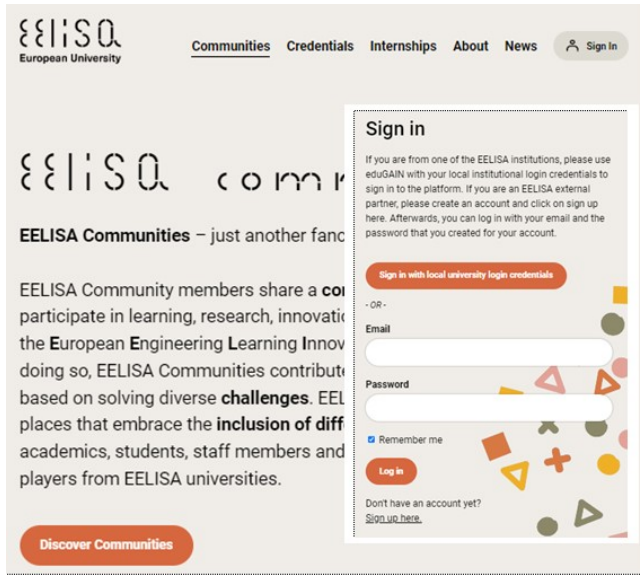 EELISA
European University
Communities Credentials Internships About News Sign In
EELISA comm
EELISA Communities – just another fanc
EELISA Community members share a co
participate in learning, research, innovatio
the European Engineering Learning Innov
doing so, EELISA Communities contribute
based on solving diverse challenges. EEL
places that embrace the inclusion of diff
academics, students, staff members and
players from EELISA universities.
Discover Communities
Sign in
If you are from one of the EELISA institutions, please use
eduGAIN with your local institutional login credentials to
sign in to the platform. If you are an EELISA external
partner, please create an account and click on sign up
here. Afterwards, you can log in with your email and the
password that you created for your account.
Sign in with local university login credentials
- OR -
Email
Password
Remember me
Log in
Don't have an account yet?
Sign up here.